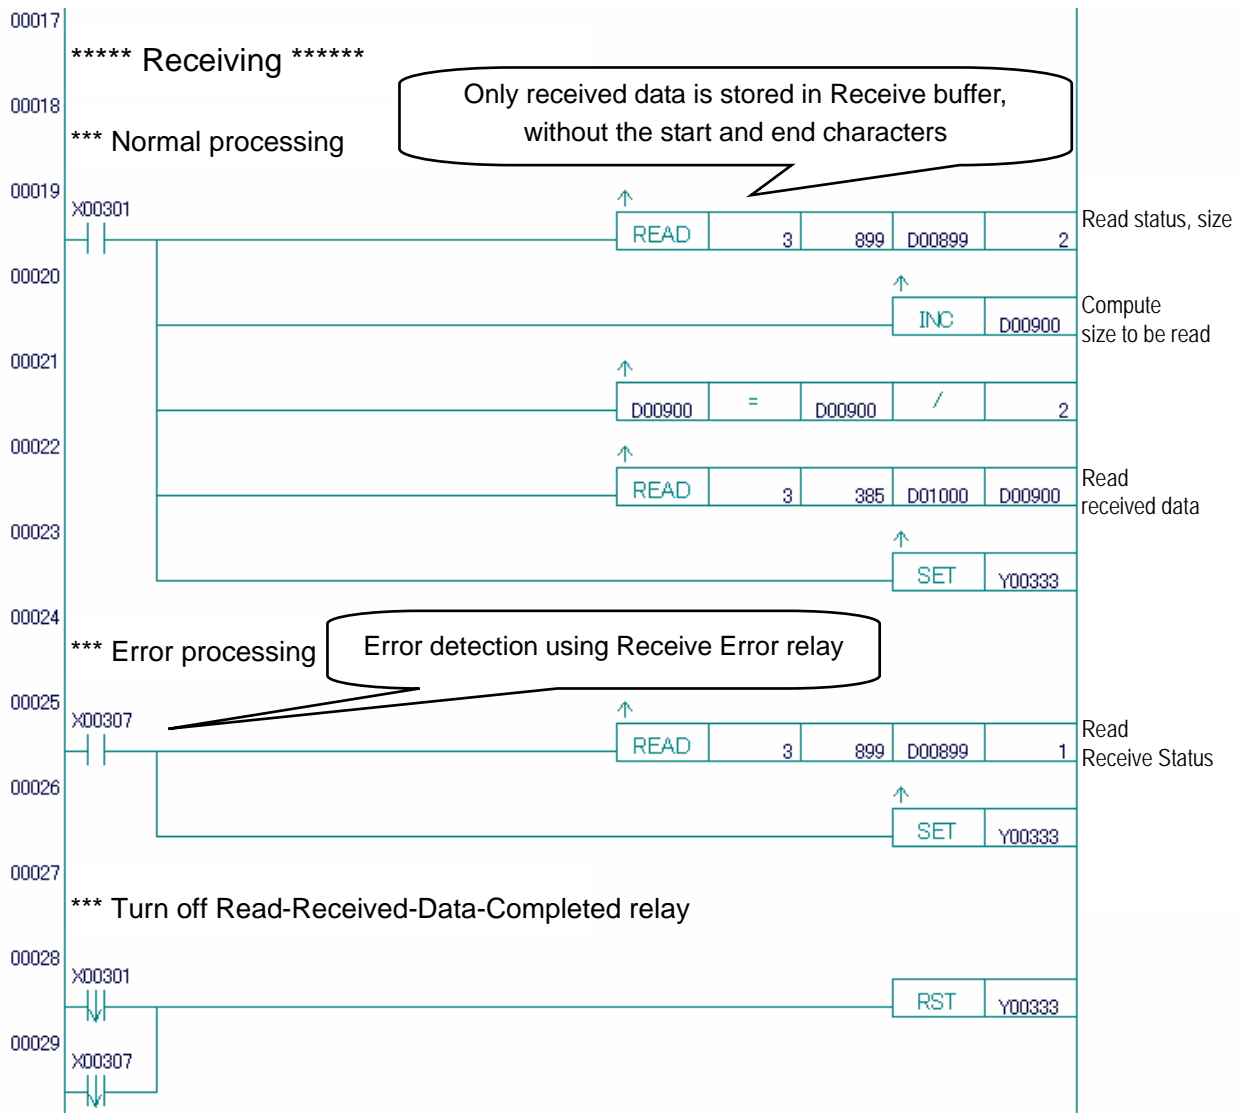 00017
***** Receiving ******
Only received data is stored in Receive buffer,
without the start and end characters
00018
*** Normal processing
00019
X00301
READ 3 899 D00899 2
Read status, size
00020
INC D00900
Compute
size to be read
00021
D00900 = D00900 / 2
00022
READ 3 385 D01000 D00900
Read
received data
00023
SET Y00333
00024
*** Error processing
Error detection using Receive Error relay
00025
X00307
READ 3 899 D00899 1
Read
Receive Status
00026
SET Y00333
00027
*** Turn off Read-Received-Data-Completed relay
00028
X00301
RST Y00333
00029
X00307